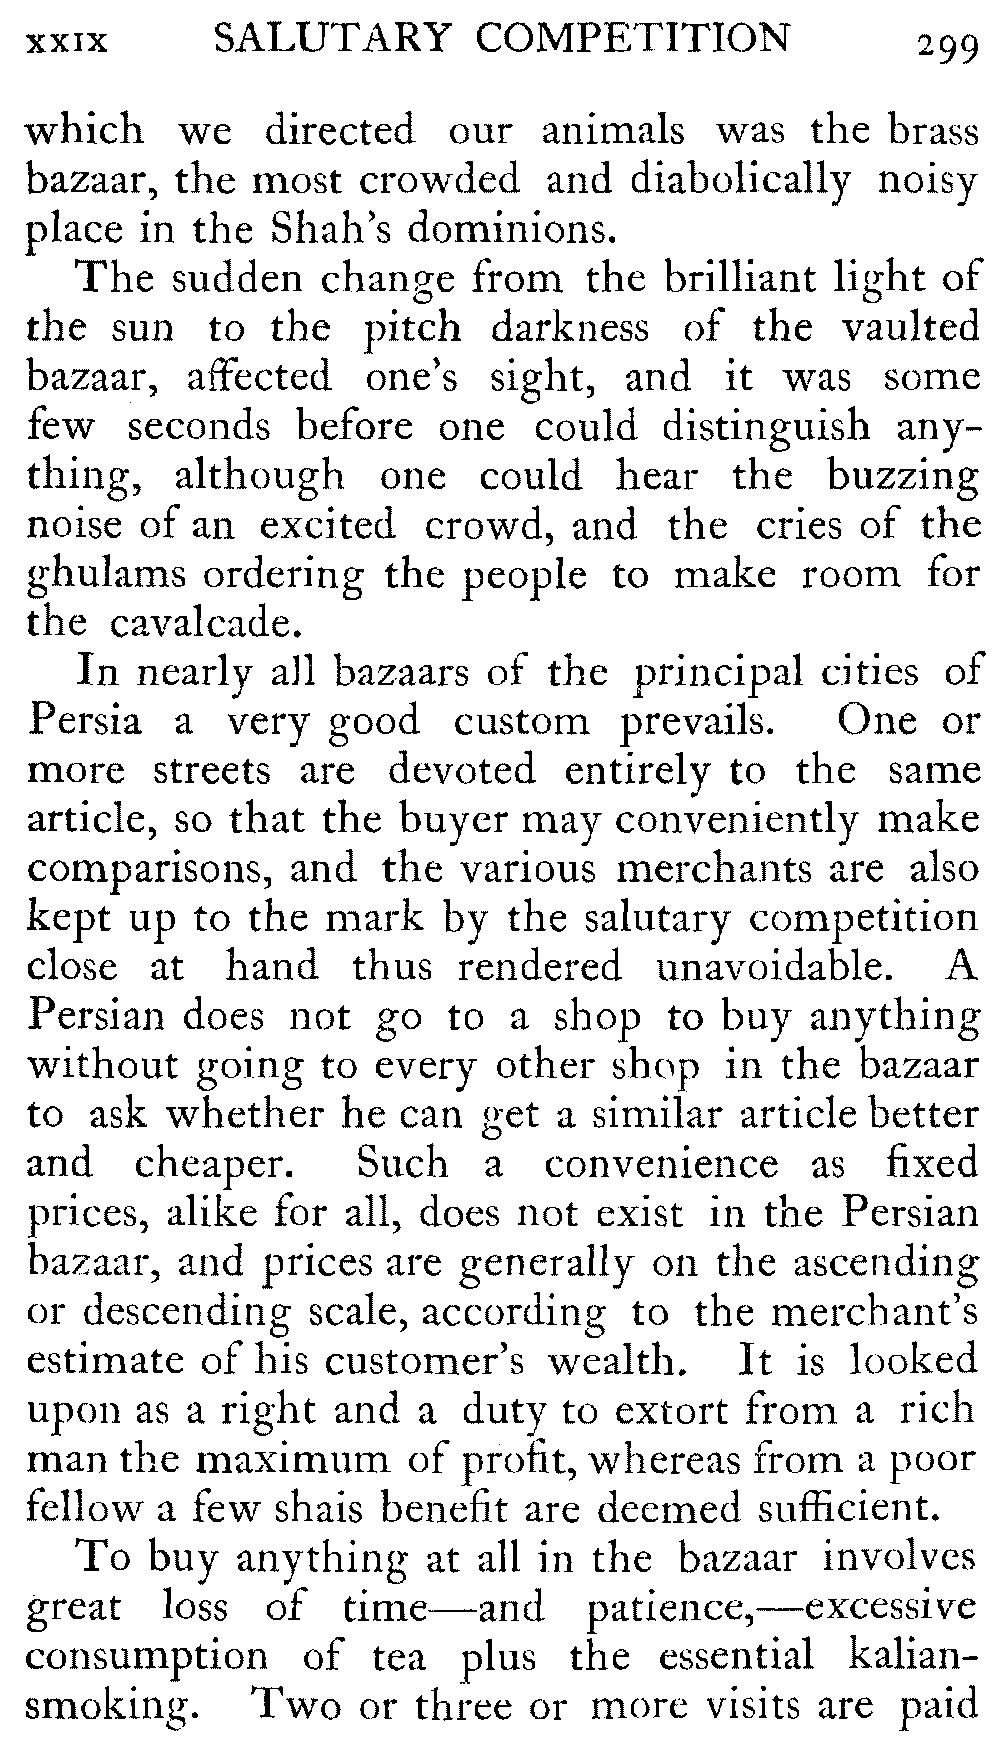 xxix SALUTARY COMPETITION 299
which we directed our animals was the brass
bazaar, the most crowded and diabolically noisy
place in the Shah's dominions.
The sudden change from the brilliant light of
the sun to the pitch darkness of the vaulted
bazaar, affected one's sight, and it was some
few seconds before one could distinguish any-
thing, although one could hear the buzzing
noise of an excited crowd, and the cries of the
ghulams ordering the people to make room for
the cavalcade.
In nearly all bazaars of the principal cities of
Persia a very good custom prevails. One or
more streets are devoted entirely to the same
article, so that the buyer may conveniently make
comparisons, and the various merchants are also
kept up to the mark by the salutary competition
close at hand thus rendered unavoidable. A
Persian does not go to a shop to buy anything
without going to every other shop in the bazaar
to ask whether he can get a similar article better
and cheaper. Such a convenience as fixed
prices, alike for all, does not exist in the Persian
bazaar, and prices are generally on the ascending
or descending scale, according to the merchant's
estimate of his customer's wealth. It is looked
upon as a right and a duty to extort from a rich
man the maximum of profit, whereas from a poor
fellow a few shais benefit are deemed sufficient.
To buy anything at all in the bazaar involves
great loss of time—and patience,—excessive
consumption of tea plus the essential kalian-
smoking. Two or three or more visits are paid